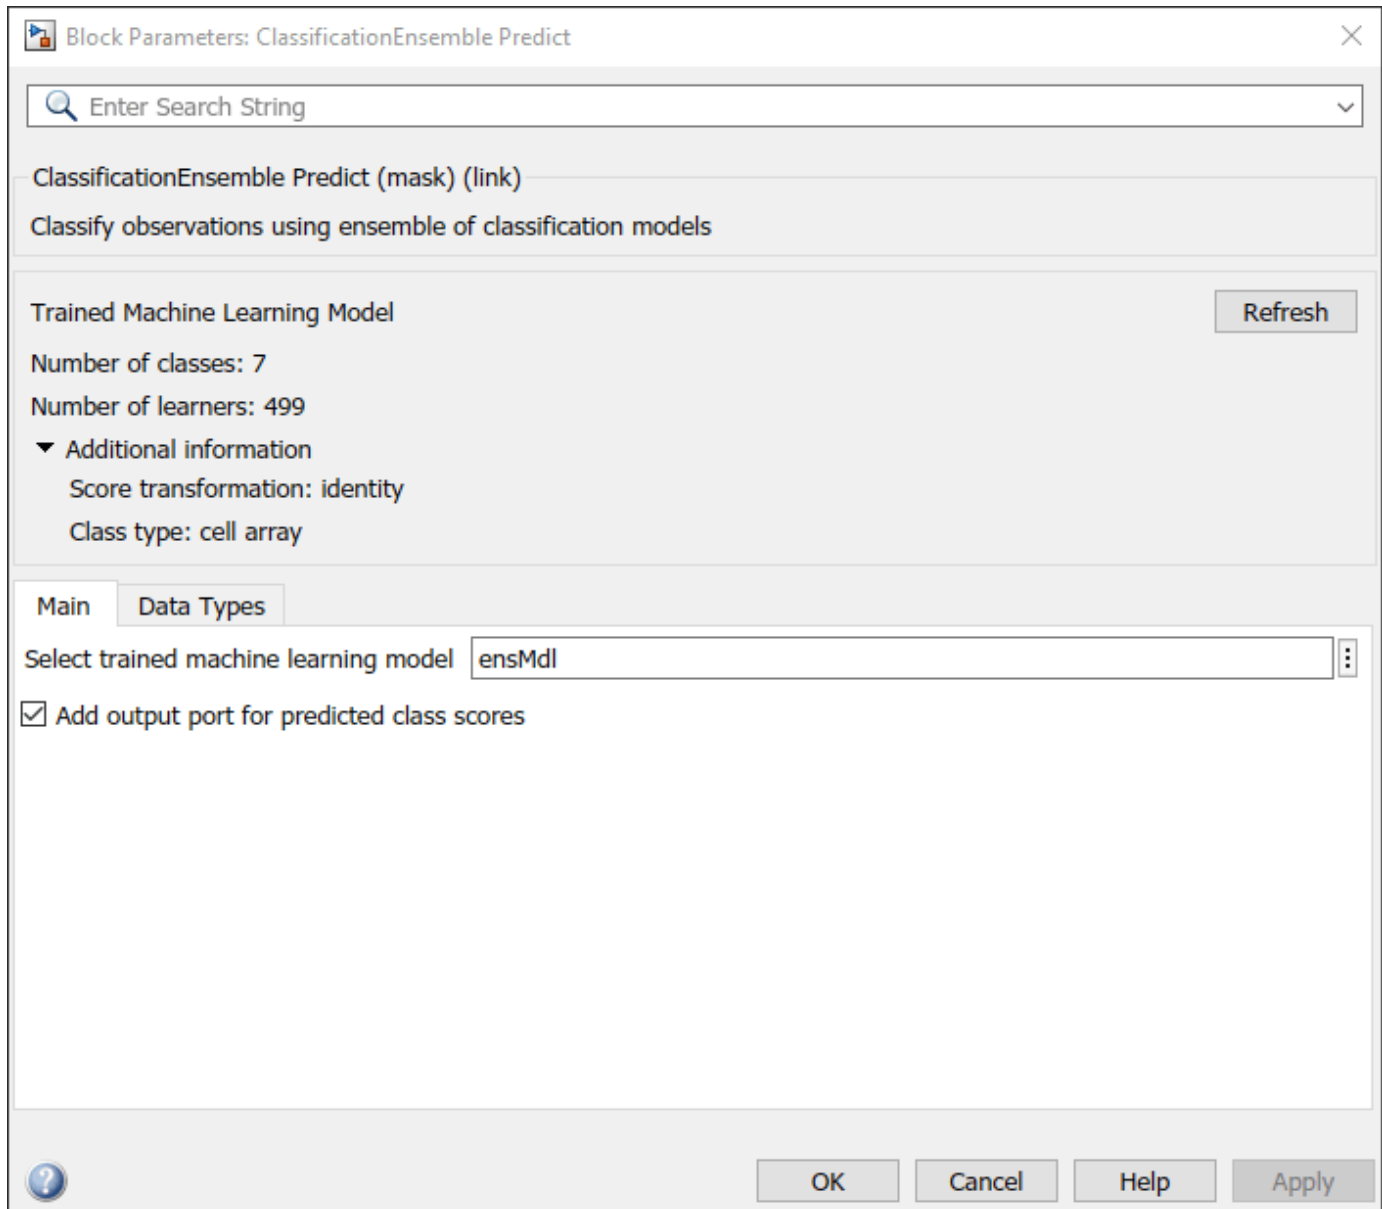 Block Parameters: ClassificationEnsemble Predict
Enter Search String
ClassificationEnsemble Predict (mask) (link)
Classify observations using ensemble of classification models
Trained Machine Learning Model Refresh
Number of classes: 7
Number of learners: 499
Additional information
Score transformation: identity
Class type: cell array
Main Data Types
Select trained machine learning model ensMdl
Add output port for predicted class scores
? OK Cancel Help Apply